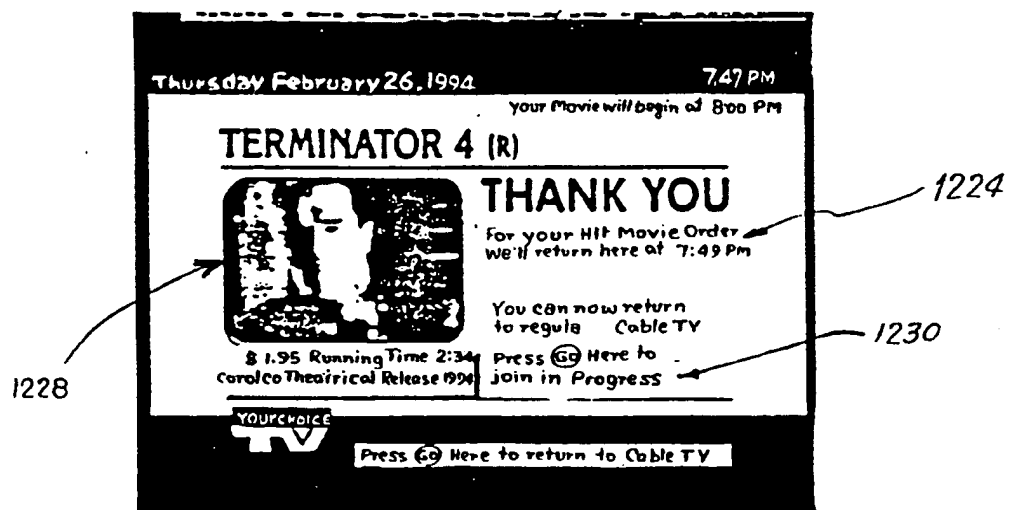 Thursday February 26, 1994 7,47 PM
your Movie will begin at 8:00 PM
TERMINATOR 4 (R)
THANK YOU
1224
For your Hit Movie Order
We'll return here at 7:49 PM
You can now return
to regula Cable TV
1230
Press GO Here to
join in Progress
1228
$ 1.95 Running Time 2:34
Carolco Theairical Release 1994
YOUR CHOICE
TV
Press GO Here to return to Cable TV